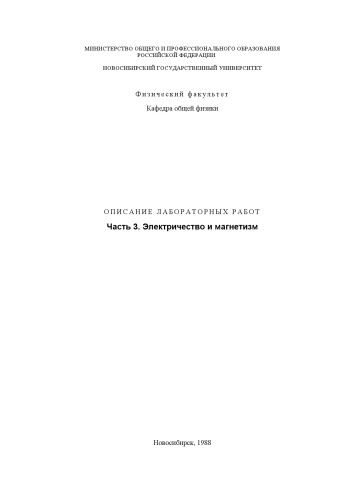 МИНИСТЕРСТВО ОБЩЕГО И ПРОФЕССИОНАЛЬНОГО ОБРАЗОВАНИЯ
РОССИЙСКОЙ ФЕДЕРАЦИИ
НОВОСИБИРСКИЙ ГОСУДАРСТВЕННЫЙ УНИВЕРСИТЕТ
Физический факультет
Кафедра общей физики
ОПИСАНИЕ ЛАБОРАТОРНЫХ РАБОТ
Часть 3. Электричество и магнетизм
Новосибирск, 1988